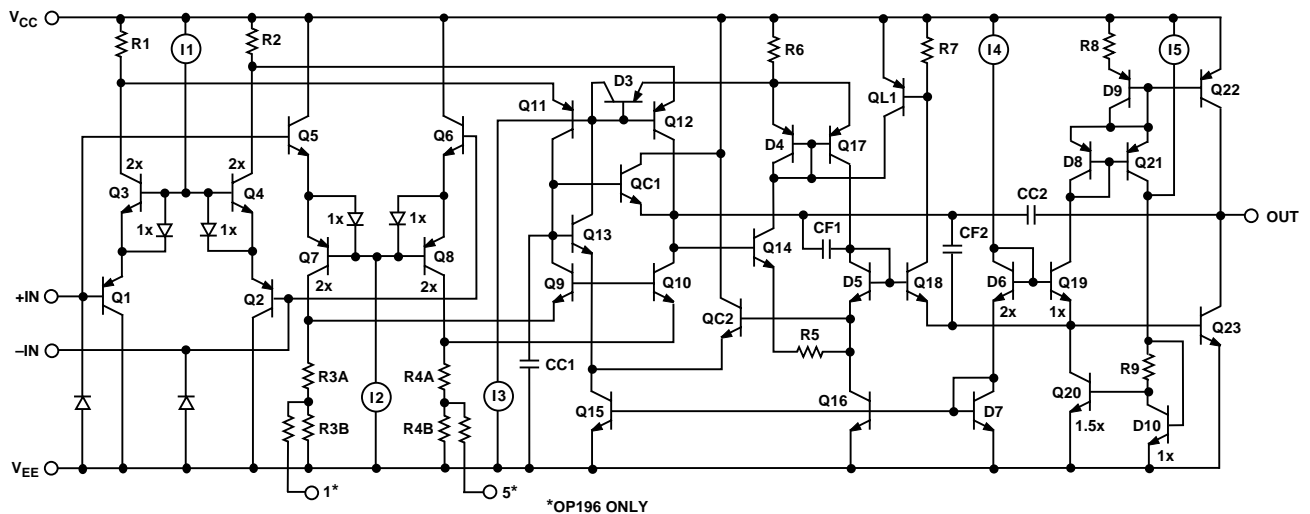 VCC
R1
I1
R2
D3
R6
R7
I4
R8
I5
D9
Q22
QL1
Q11
Q12
Q5
Q6
D4
Q17
D8
Q21
2x
2x
Q3
Q4
QC1
1x
1x
1x
1x
CC2
OUT
Q7
Q8
Q13
Q14
CF1
CF2
2x
2x
Q9
Q10
D5
Q18
D6
Q19
2x
1x
+IN
Q1
Q2
QC2
Q23
–IN
R5
CC1
R3A
R4A
R9
I2
I3
Q15
Q16
D7
Q20
R3B
R4B
1.5x
D10
1x
VEE
1*
5*
*OP196 ONLY